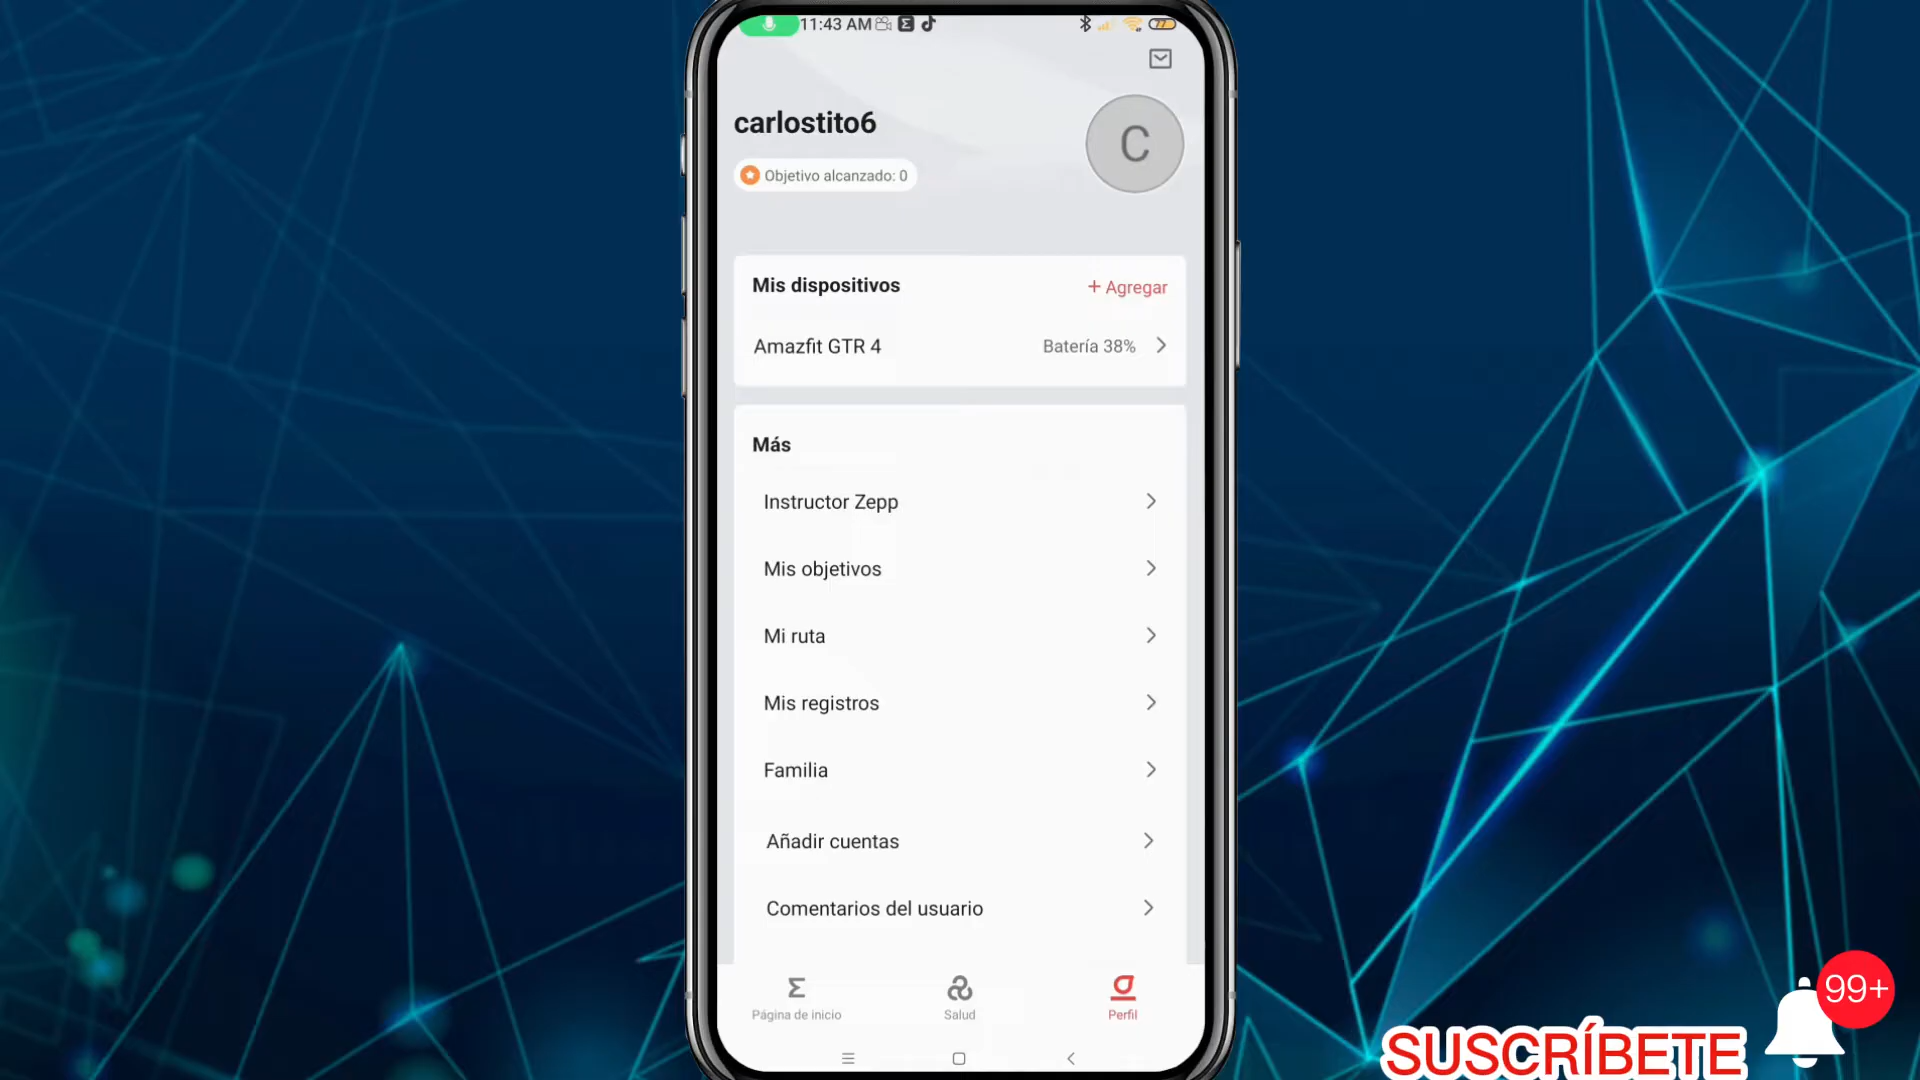 11:43 AM
77
carlostito6
C
Objetivo alcanzado: 0
Mis dispositivos
+ Agregar
Amazfit GTR 4
Batería 38%
Más
Instructor Zepp
Mis objetivos
Mi ruta
Mis registros
Familia
Añadir cuentas
Comentarios del usuario
Página de inicio
Salud
Perfil
99+
SUSCRÍBETE